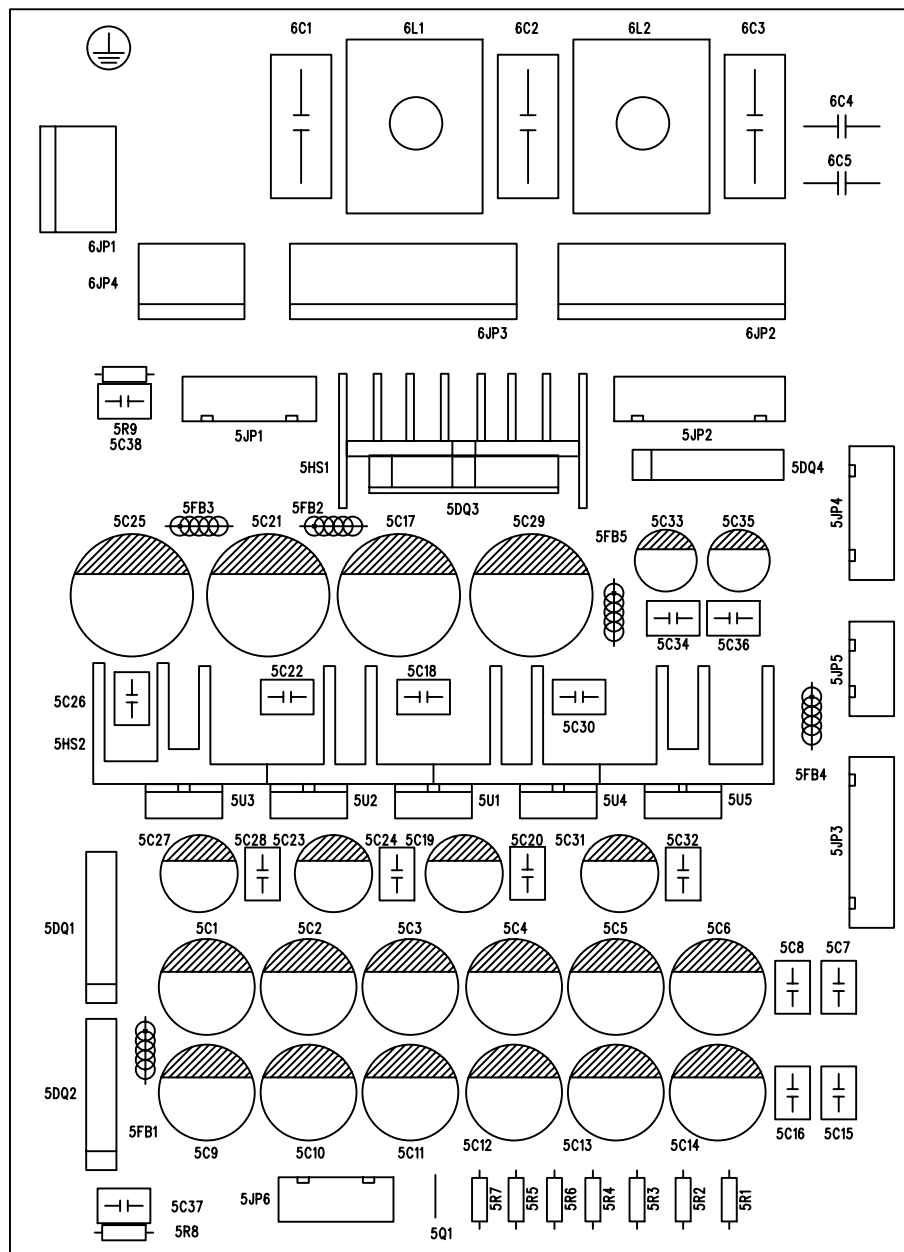 6C1 6L1 6C2 6L2 6C3
6C4
6C5
6JP1
6JP4
6JP3 6JP2
5R9
5C38
5JP1 5JP2
5HS1 5DQ4
5DQ3
5JP4
5FB3 5FB2
5C25 5C21 5C17 5C29 5FB5 5C33 5C35
5C34 5C36
5JP5
5C26 5C22 5C18 5C30
5HS2
5FB4
5U3 5U2 5U1 5U4 5U5
5JP3
5C27 5C28 5C23 5C24 5C19 5C20 5C31 5C32
5DQ1
5C1 5C2 5C3 5C4 5C5 5C6 5C8 5C7
5DQ2
5FB1
5C9 5C10 5C11 5C12 5C13 5C14 5C16 5C15
5C37 5JP6
5R8
5Q1
5R7 5R5 5R6 5R4 5R3 5R2 5R1